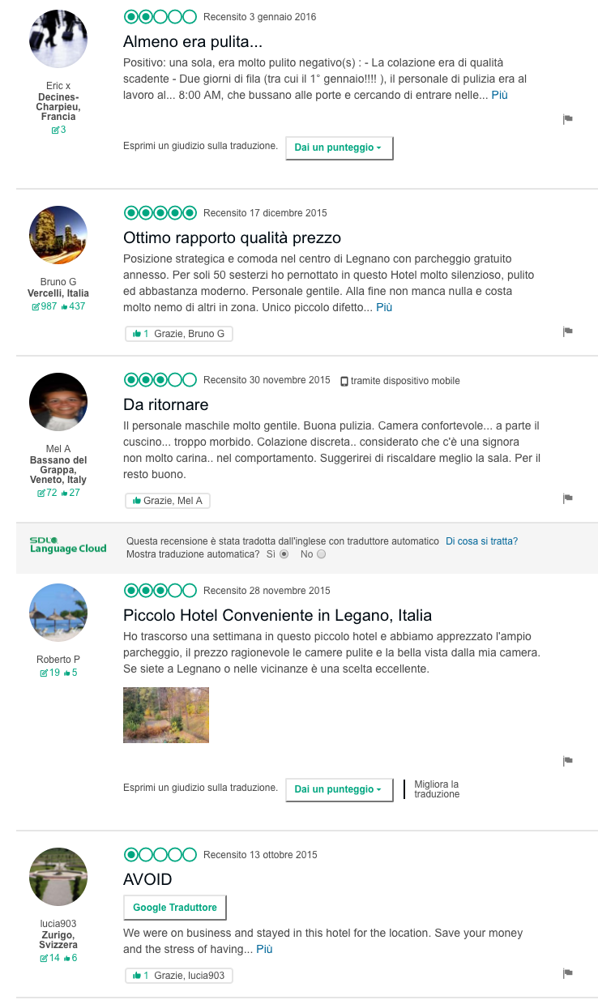 Recensito 3 gennaio 2016
Almeno era pulita...
Positivo: una sola, era molto pulito negativo(s) : - La colazione era di qualità
scadente - Due giorni di fila (tra cui il 1° gennaio!!!! ), il personale di pulizia era al
lavoro al... 8:00 AM, che bussano alle porte e cercando di entrare nelle... Più
Eric x
Decines-
Charpieu,
Francia
3
Esprimi un giudizio sulla traduzione. Dai un punteggio
Recensito 17 dicembre 2015
Ottimo rapporto qualità prezzo
Posizione strategica e comoda nel centro di Legnano con parcheggio gratuito
annesso. Per soli 50 sesterzi ho pernottato in questo Hotel molto silenzioso, pulito
ed abbastanza moderno. Personale gentile. Alla fine non manca nulla e costa
molto nemo di altri in zona. Unico piccolo difetto... Più
Bruno G
Vercelli, Italia
987 437
1 Grazie, Bruno G
Recensito 30 novembre 2015 tramite dispositivo mobile
Da ritornare
Il personale maschile molto gentile. Buona pulizia. Camera confortevole... a parte il
cuscino... troppo morbido. Colazione discreta.. considerato che c'è una signora
non molto carina.. nel comportamento. Suggerirei di riscaldare meglio la sala. Per il
resto buono.
Mel A
Bassano del
Grappa,
Veneto, Italy
72 27
Grazie, Mel A
SDL
Language Cloud
Questa recensione è stata tradotta dall'inglese con traduttore automatico Di cosa si tratta?
Mostra traduzione automatica? Sì No
Recensito 28 novembre 2015
Piccolo Hotel Conveniente in Legano, Italia
Ho trascorso una settimana in questo piccolo hotel e abbiamo apprezzato l'ampio
parcheggio, il prezzo ragionevole le camere pulite e la bella vista dalla mia camera.
Se siete a Legnano o nelle vicinanze è una scelta eccellente.
Roberto P
19 5
Esprimi un giudizio sulla traduzione. Dai un punteggio
Migliora la
traduzione
Recensito 13 ottobre 2015
AVOID
Google Traduttore
We were on business and stayed in this hotel for the location. Save your money
and the stress of having... Più
lucia903
Zurigo,
Svizzera
14 6
1 Grazie, lucia903